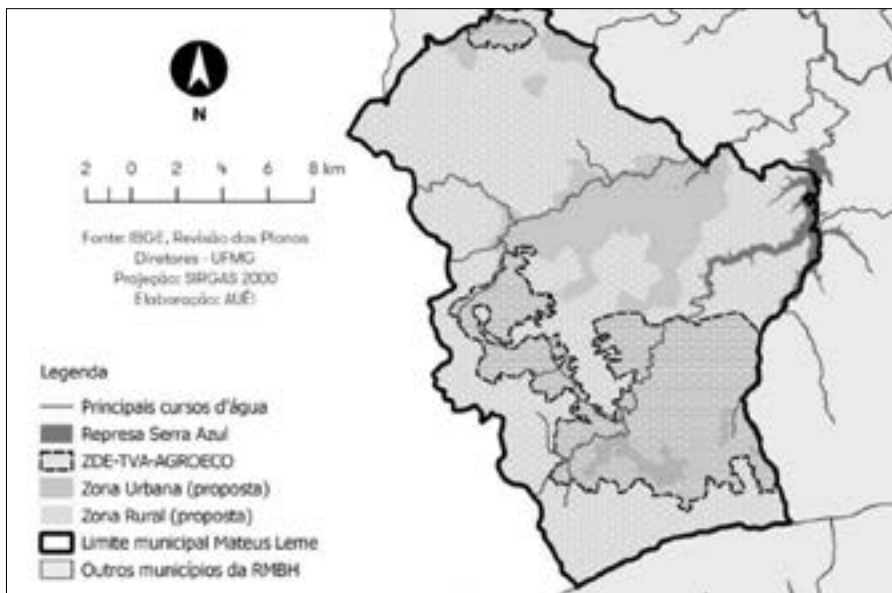 N
2 0 2 4 6 8 km
Fonte: IBGE, Revisão dos Planos
Diretores - UFMG
Projeção: SIRGAS 2000
Elaboração: AUÊ!
Legenda
Principais cursos d'água
Represa Serra Azul
ZDE-TVA-AGROECO
Zona Urbana (proposta)
Zona Rural (proposta)
Limite municipal Mateus Leme
Outros municípios da RMBH